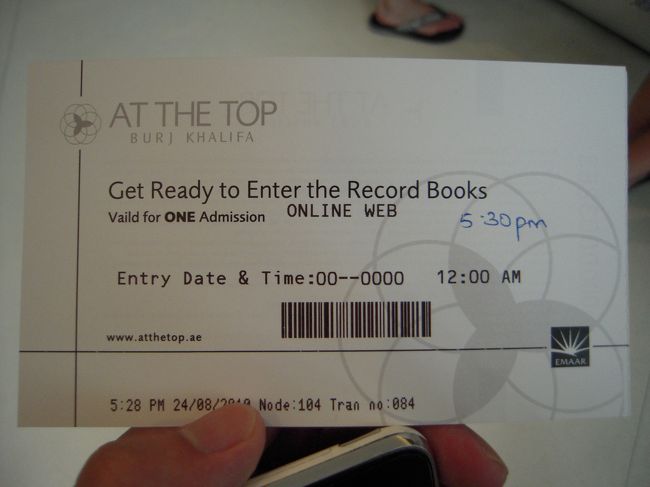 AT THE TOP
BURJ KHALIFA
Get Ready to Enter the Record Books
Vaild for ONE Admission ONLINE WEB 5:30pm
Entry Date & Time:00--0000 12:00 AM
www.atthetop.ae
EMAAR
5:28 PM 24/08/2010 Node:104 Tran no:084